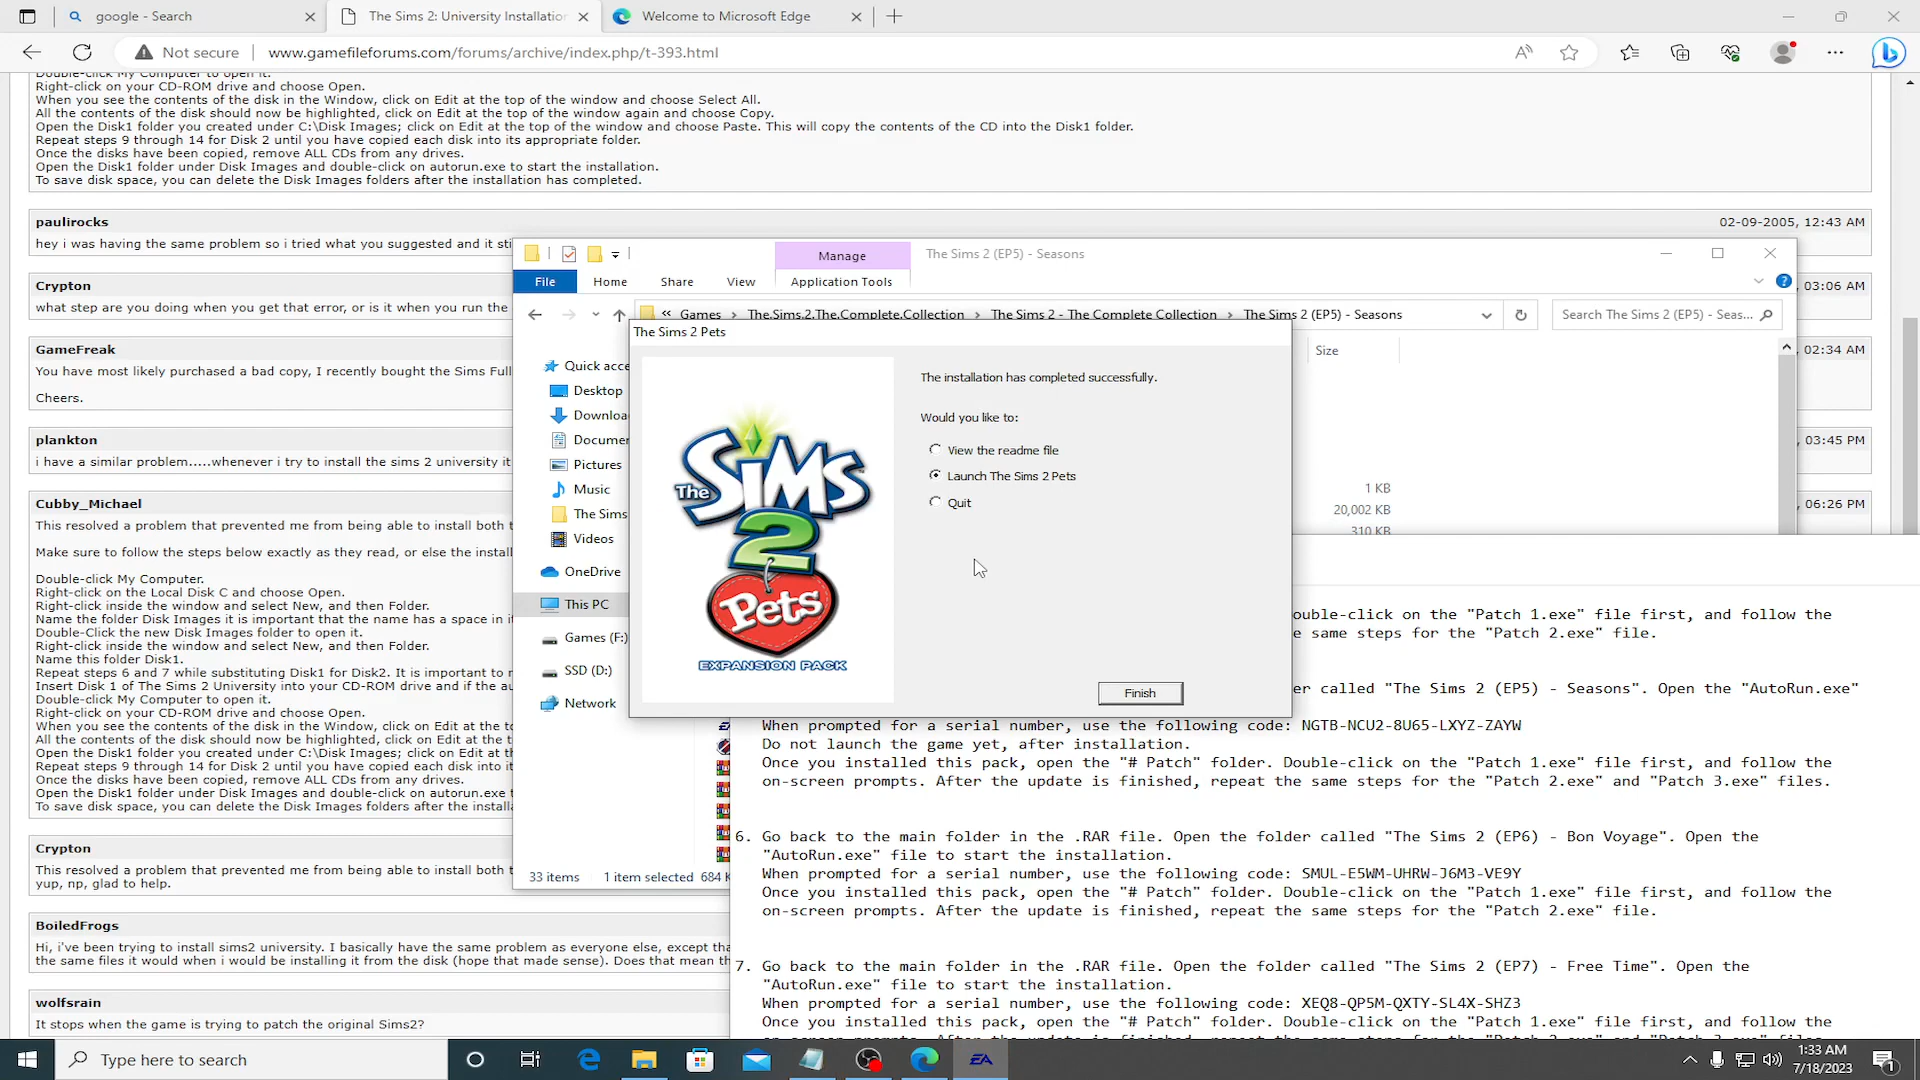 google - Search
The Sims 2: University Installatio
Welcome to Microsoft Edge
Not secure
www.gamefileforums.com/forums/archive/index.php/t-393.html
Double-click My Computer to open it.
Right-click on your CD-ROM drive and choose Open.
When you see the contents of the disk in the Window, click on Edit at the top of the window and choose Select All.
All the contents of the disk should now be highlighted, click on Edit at the top of the window again and choose Copy.
Open the Disk1 folder you created under C:\Disk Images; click on Edit at the top of the window and choose Paste. This will copy the contents of the CD into the Disk1 folder.
Repeat steps 9 through 14 for Disk 2 until you have copied each disk into its appropriate folder.
Once the disks have been copied, remove ALL CDs from any drives.
Open the Disk1 folder under Disk Images and double-click on autorun.exe to start the installation.
To save disk space, you can delete the Disk Images folders after the installation has completed.
paulirocks
02-09-2005, 12:43 AM
hey i was having the same problem so i tried what you suggested and it sti
Crypton
, 03:06 AM
what step are you doing when you get that error, or is it when you run the
GameFreak
, 02:34 AM
You have most likely purchased a bad copy, I recently bought the Sims Full
Cheers.
plankton
, 03:45 PM
i have a similar problem.....whenever i try to install the sims 2 university it
Cubby_Michael
, 06:26 PM
This resolved a problem that prevented me from being able to install both t
Make sure to follow the steps below exactly as they read, or else the install
Double-click My Computer.
Right-click on the Local Disk C and choose Open.
Right-click inside the window and select New, and then Folder.
Name the folder Disk Images it is important that the name has a space in it
Double-Click the new Disk Images folder to open it.
Right-click inside the window and select New, and then Folder.
Name this folder Disk1.
Repeat steps 6 and 7 while substituting Disk1 for Disk2. It is important to n
Insert Disk 1 of The Sims 2 University into your CD-ROM drive and if the au
Double-click My Computer to open it.
Right-click on your CD-ROM drive and choose Open.
When you see the contents of the disk in the Window, click on Edit at the to
All the contents of the disk should now be highlighted, click on Edit at the t
Open the Disk1 folder you created under C:\Disk Images; click on Edit at
Repeat steps 9 through 14 for Disk 2 until you have copied each disk into it
Once the disks have been copied, remove ALL CDs from any drives.
Open the Disk1 folder under Disk Images and double-click on autorun.exe t
To save disk space, you can delete the Disk Images folders after the installa
Crypton
This resolved a problem that prevented me from being able to install both t
yup, np, glad to help.
BoiledFrogs
Hi, i've been trying to install sims2 university. I basically have the same problem as everyone else, except tha
the same files it would when i would be installing it from the disk (hope that made sense). Does that mean th
wolfsrain
It stops when the game is trying to patch the original Sims2?
Manage
The Sims 2 (EP5) - Seasons
File
Home
Share
View
Application Tools
« Games > The.Sims.2.The.Complete.Collection > The Sims 2 - The Complete Collection > The Sims 2 (EP5) - Seasons
Search The Sims 2 (EP5) - Seas...
Size
Quick acce
Desktop
Downloa
Documen
Pictures
Music
The Sims
Videos
OneDrive
This PC
Games (F:)
SSD (D:)
Network
1 KB
20,002 KB
310 KB
33 items
1 item selected 684 K
The Sims 2 Pets
The installation has completed successfully.
Would you like to:
View the readme file
Launch The Sims 2 Pets
Quit
Finish
The Sims
2
Pets
EXPANSION PACK
ouble-click on the "Patch 1.exe" file first, and follow the
e same steps for the "Patch 2.exe" file.
er called "The Sims 2 (EP5) - Seasons". Open the "AutoRun.exe"
When prompted for a serial number, use the following code: NGTB-NCU2-8U65-LXYZ-ZAYW
Do not launch the game yet, after installation.
Once you installed this pack, open the "# Patch" folder. Double-click on the "Patch 1.exe" file first, and follow the
on-screen prompts. After the update is finished, repeat the same steps for the "Patch 2.exe" and "Patch 3.exe" files.
6. Go back to the main folder in the .RAR file. Open the folder called "The Sims 2 (EP6) - Bon Voyage". Open the
"AutoRun.exe" file to start the installation.
When prompted for a serial number, use the following code: SMUL-E5WM-UHRW-J6M3-VE9Y
Once you installed this pack, open the "# Patch" folder. Double-click on the "Patch 1.exe" file first, and follow the
on-screen prompts. After the update is finished, repeat the same steps for the "Patch 2.exe" file.
7. Go back to the main folder in the .RAR file. Open the folder called "The Sims 2 (EP7) - Free Time". Open the
"AutoRun.exe" file to start the installation.
When prompted for a serial number, use the following code: XEQ8-QP5M-QXTY-SL4X-SHZ3
Once you installed this pack, open the "# Patch" folder. Double-click on the "Patch 1.exe" file first, and follow the
Type here to search
EA
1:33 AM
7/18/2023
1